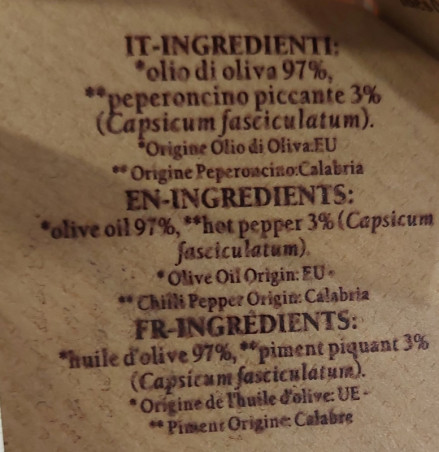 IT-INGREDIENTI:
*olio di oliva 97%,
**peperoncino piccante 3%
(Capsicum fasciculatum).
*Origine Olio di Oliva:EU
** Origine Peperoncino:Calabria
EN-INGREDIENTS:
*olive oil 97%, **hot pepper 3% (Capsicum
fasciculatum).
* Olive Oil Origin: EU -
** Chilli Pepper Origin: Calabria
FR-INGRÊDIENTS:
*huile d'olive 97%, **piment piquant 3%
(Capsicum fasciculatum).
* Origine de l'huile d'olive: UE -
** Piment Origine: Calabre